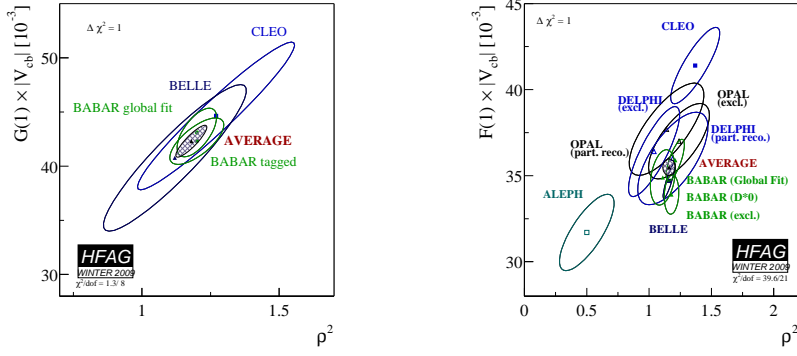 G(1) × |V_cb| [10⁻³]
Δ χ² = 1
CLEO
BELLE
BABAR global fit
AVERAGE
BABAR tagged
50
40
30
HFAG
WINTER 2009
χ²/dof = 1.3/ 8
1
1.5
ρ²
F(1) × |V_cb| [10⁻³]
Δ χ² = 1
CLEO
OPAL
(excl.)
DELPHI
(excl.)
DELPHI
(part. reco.)
OPAL
(part. reco.)
AVERAGE
BABAR (Global Fit)
BABAR (D*0)
BABAR (excl.)
ALEPH
BELLE
45
40
35
30
HFAG
WINTER 2009
χ²/dof = 39.6/21
0
0.5
1
1.5
2
ρ²